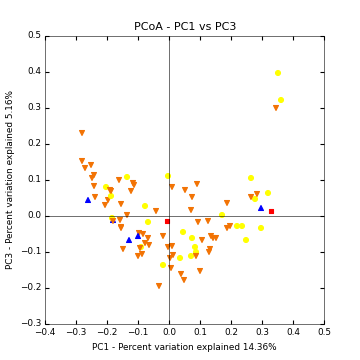 PCoA - PC1 vs PC3
PC3 - Percent variation explained 5.16%
0.5
0.4
0.3
0.2
0.1
0.0
−0.1
−0.2
−0.3
−0.4 −0.3 −0.2 −0.1 0.0 0.1 0.2 0.3 0.4 0.5
PC1 - Percent variation explained 14.36%